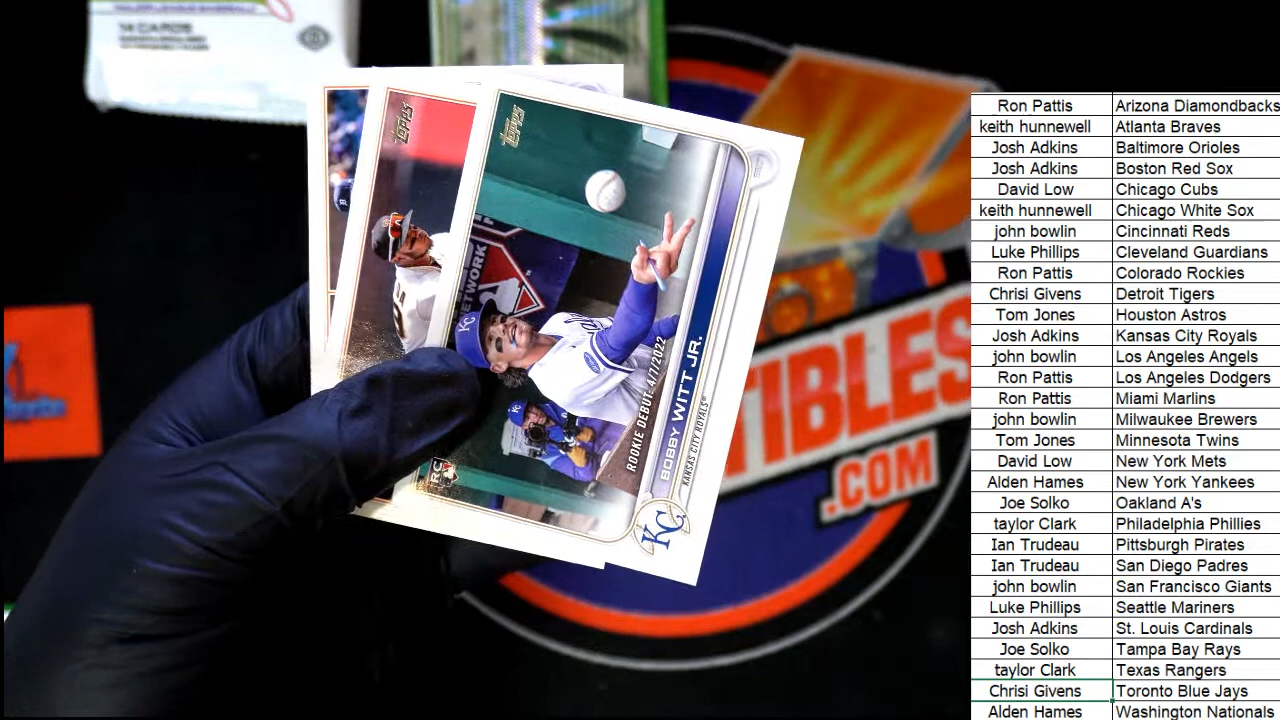 14 CARDS
Topps
Topps
NETWORK
ROOKIE DEBUT: 4/7/2022
BOBBY WITT JR.
KANSAS CITY ROYALS
RC
KC
TIBLES
.COM
Ron Pattis Arizona Diamondbacks
keith hunnewell Atlanta Braves
Josh Adkins Baltimore Orioles
Josh Adkins Boston Red Sox
David Low Chicago Cubs
keith hunnewell Chicago White Sox
john bowlin Cincinnati Reds
Luke Phillips Cleveland Guardians
Ron Pattis Colorado Rockies
Chrisi Givens Detroit Tigers
Tom Jones Houston Astros
Josh Adkins Kansas City Royals
john bowlin Los Angeles Angels
Ron Pattis Los Angeles Dodgers
Ron Pattis Miami Marlins
john bowlin Milwaukee Brewers
Tom Jones Minnesota Twins
David Low New York Mets
Alden Hames New York Yankees
Joe Solko Oakland A's
taylor Clark Philadelphia Phillies
Ian Trudeau Pittsburgh Pirates
Ian Trudeau San Diego Padres
john bowlin San Francisco Giants
Luke Phillips Seattle Mariners
Josh Adkins St. Louis Cardinals
Joe Solko Tampa Bay Rays
taylor Clark Texas Rangers
Chrisi Givens Toronto Blue Jays
Alden Hames Washington Nationals